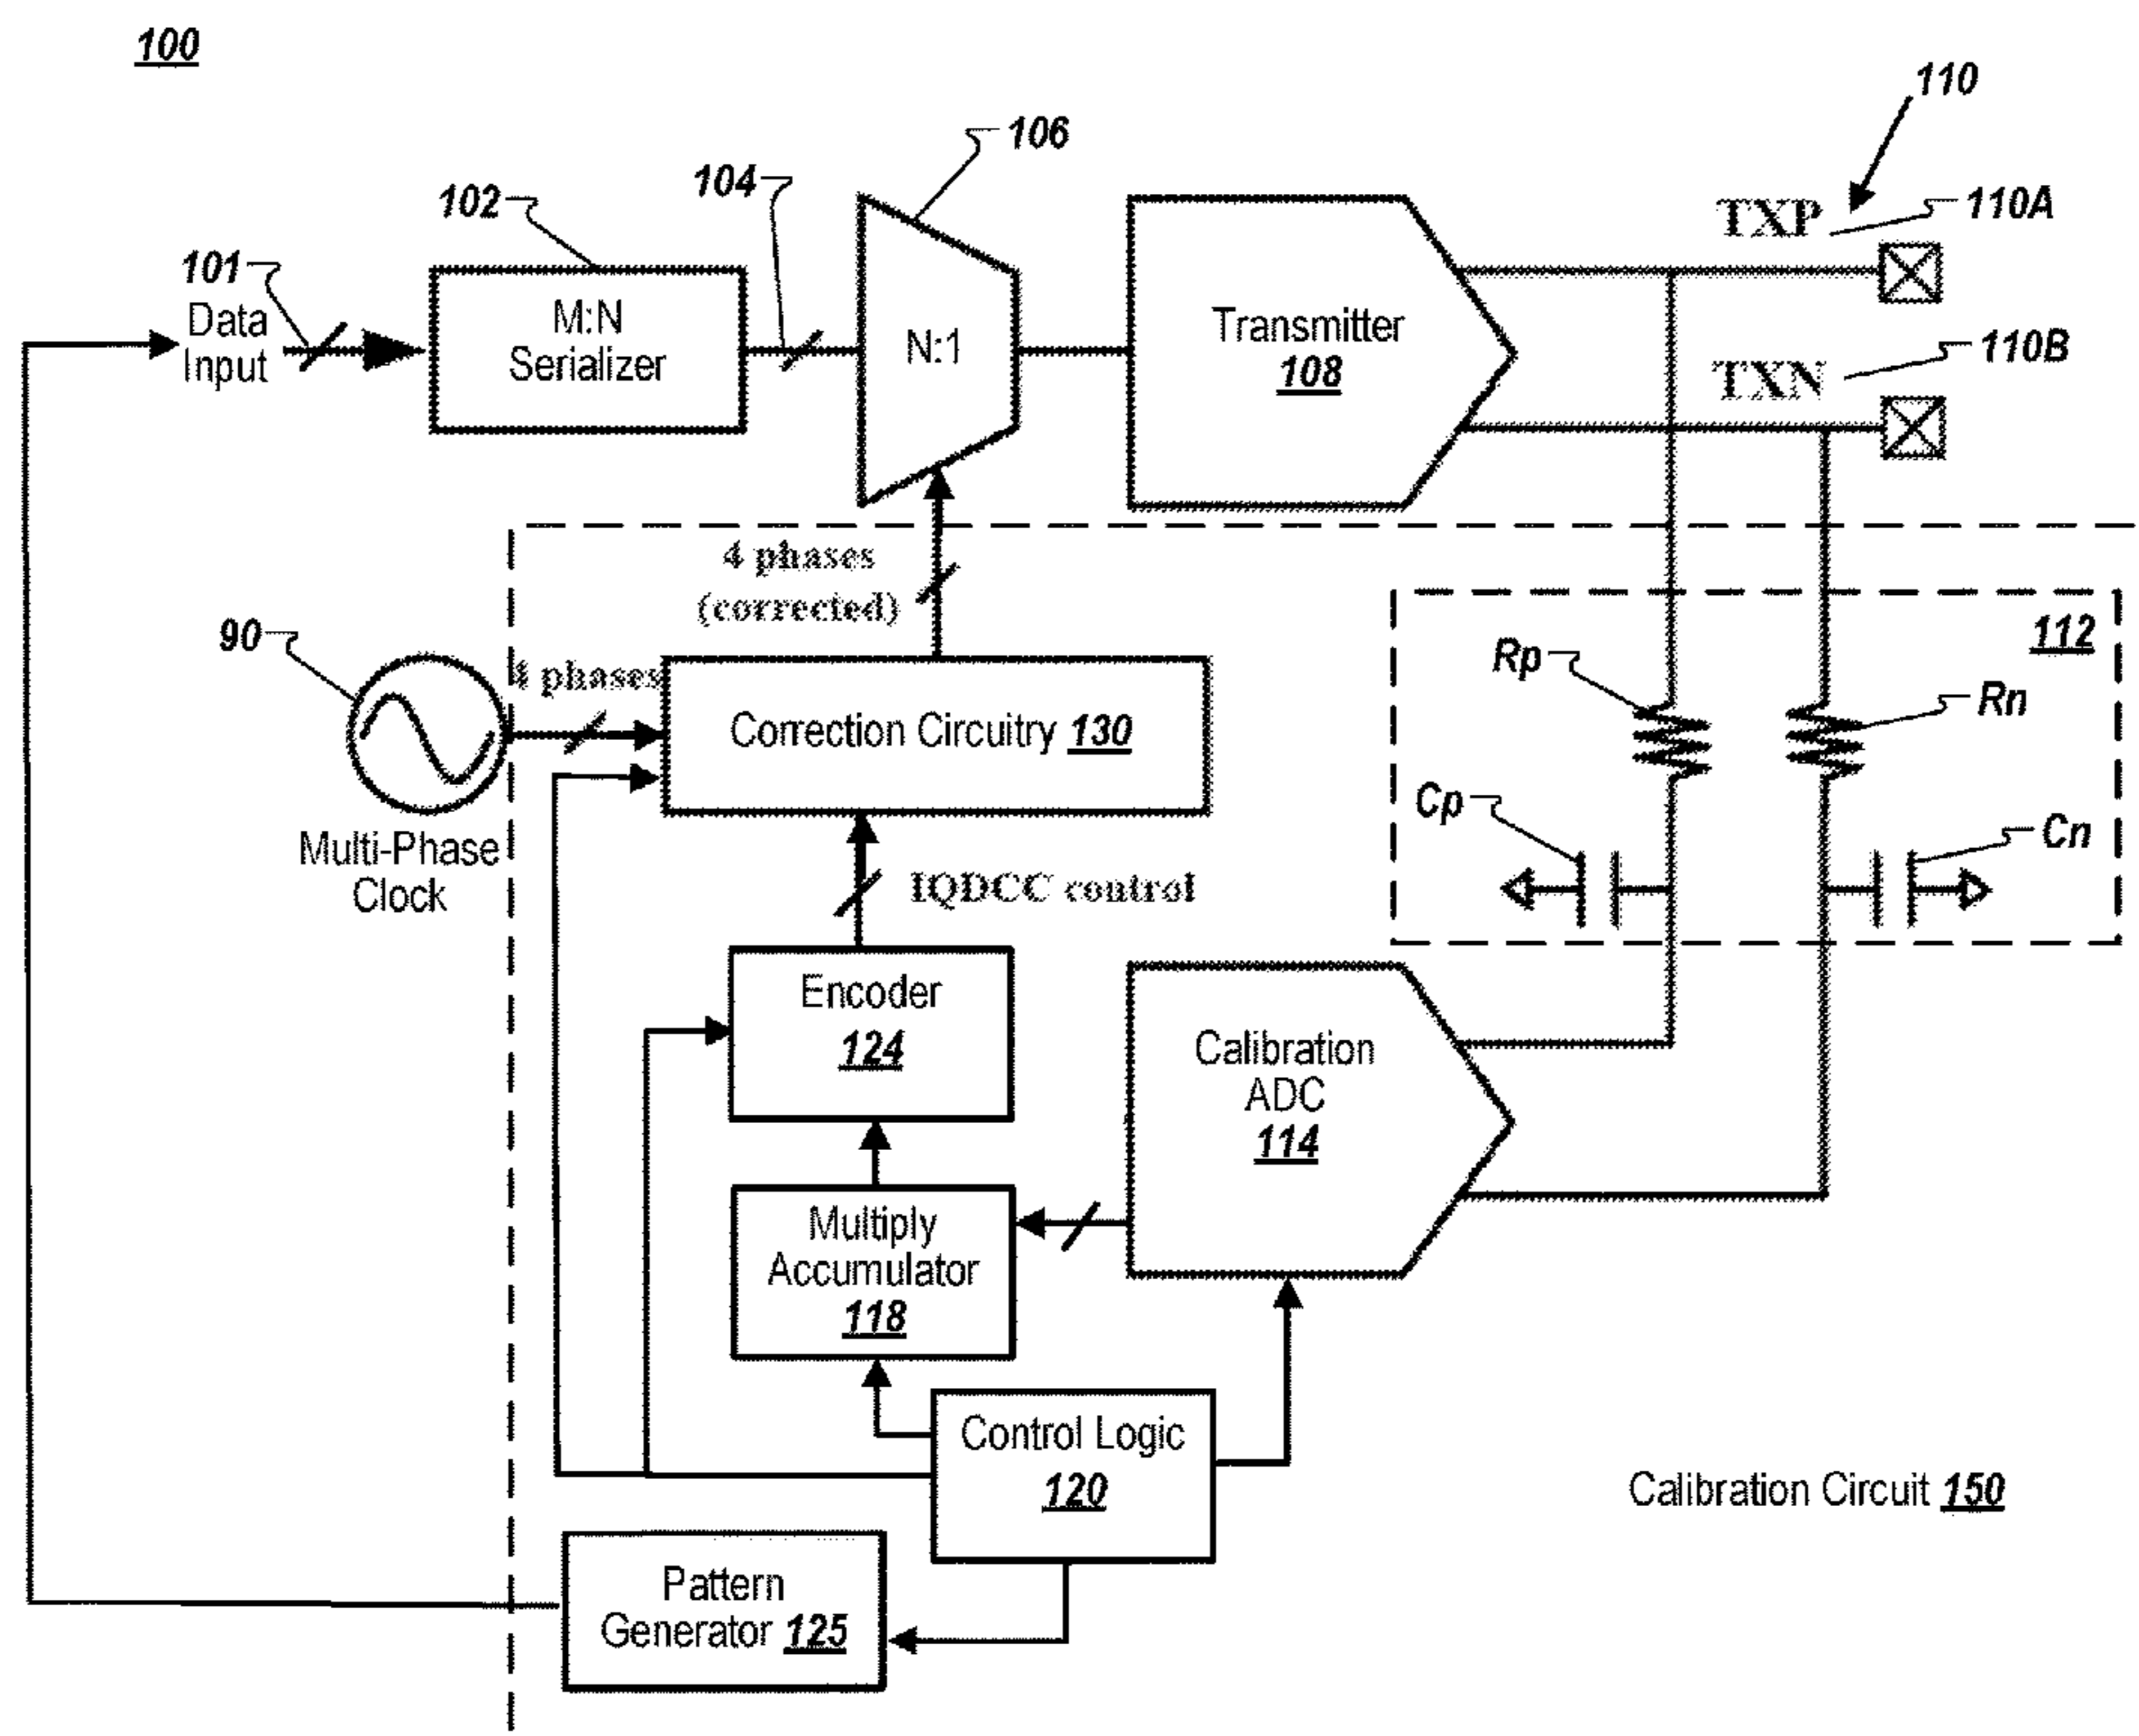 100
110
106
104
102
TXP
110A
101
Data
Input
M:N
Serializer
N:1
Transmitter
108
TXN
110B
4 phases
(corrected)
90
4 phases
112
Rp
Rn
Correction Circuitry 130
Cp
Cn
Multi-Phase
Clock
IQDCC control
Encoder
124
Calibration
ADC
114
Multiply
Accumulator
118
Control Logic
120
Calibration Circuit 150
Pattern
Generator 125